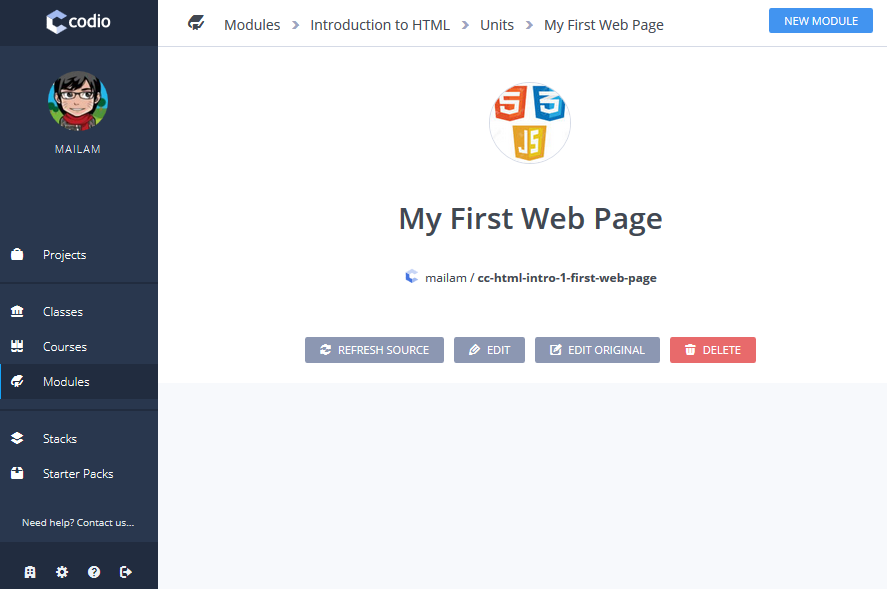 codio
Modules > Introduction to HTML > Units > My First Web Page
NEW MODULE
MAILAM
Projects
Classes
Courses
Modules
Stacks
Starter Packs
Need help? Contact us...
5 3
JS
My First Web Page
mailam / cc-html-intro-1-first-web-page
REFRESH SOURCE
EDIT
EDIT ORIGINAL
DELETE